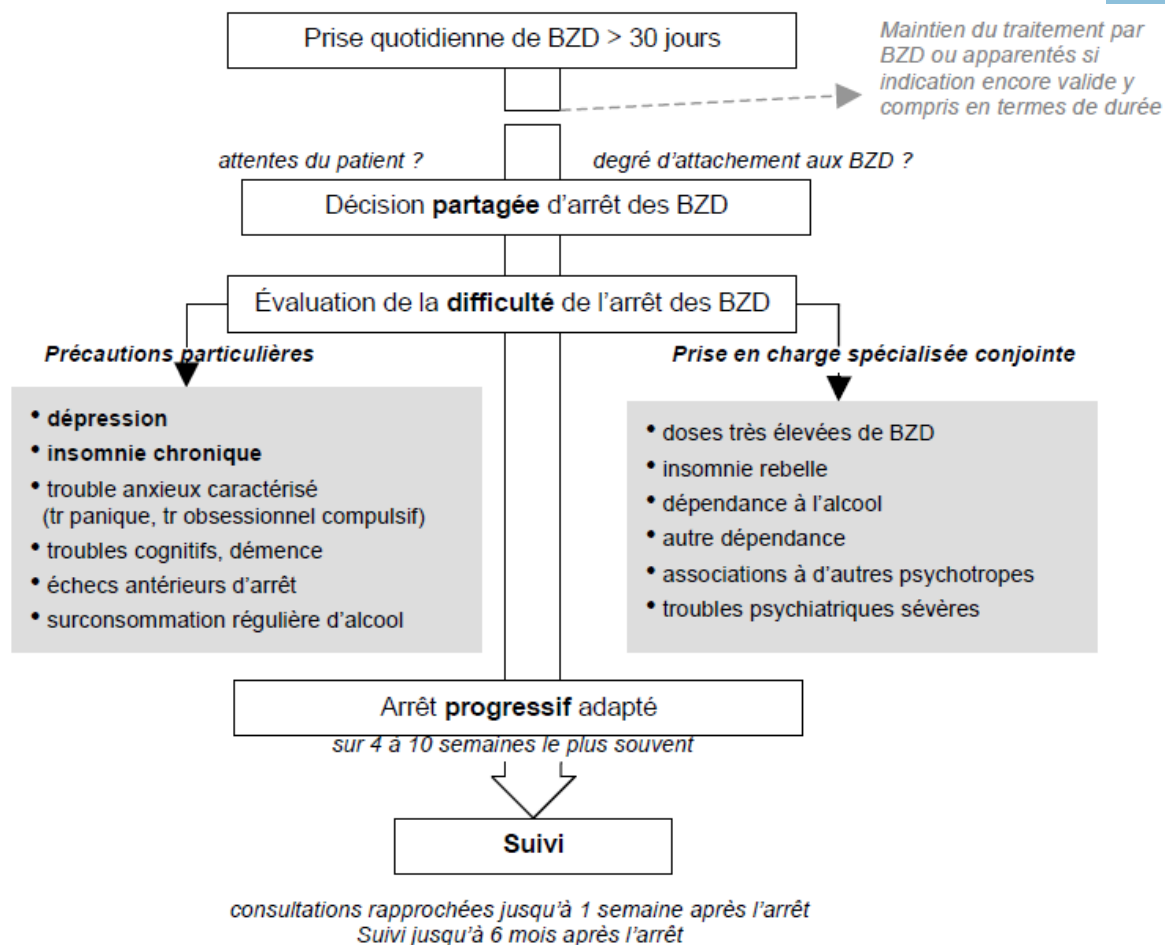 Prise quotidienne de BZD > 30 jours
Maintien du traitement par
BZD ou apparentés si
indication encore valide y
compris en termes de durée
attentes du patient ?
degré d'attachement aux BZD ?
Décision partagée d'arrêt des BZD
Évaluation de la difficulté de l'arrêt des BZD
Précautions particulières
• dépression
• insomnie chronique
• trouble anxieux caractérisé
(tr panique, tr obsessionnel compulsif)
• troubles cognitifs, démence
• échecs antérieurs d'arrêt
• surconsommation régulière d'alcool
Prise en charge spécialisée conjointe
• doses très élevées de BZD
• insomnie rebelle
• dépendance à l'alcool
• autre dépendance
• associations à d'autres psychotropes
• troubles psychiatriques sévères
Arrêt progressif adapté
sur 4 à 10 semaines le plus souvent
Suivi
consultations rapprochées jusqu'à 1 semaine après l'arrêt
Suivi jusqu'à 6 mois après l'arrêt